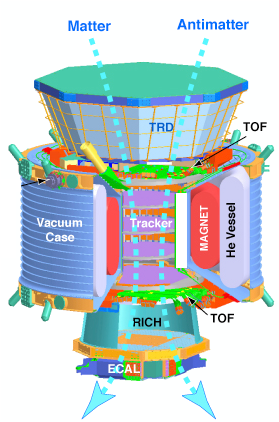 Matter
Antimatter
TRD
TOF
Vacuum
Case
Tracker
MAGNET
He Vessel
TOF
RICH
ECAL